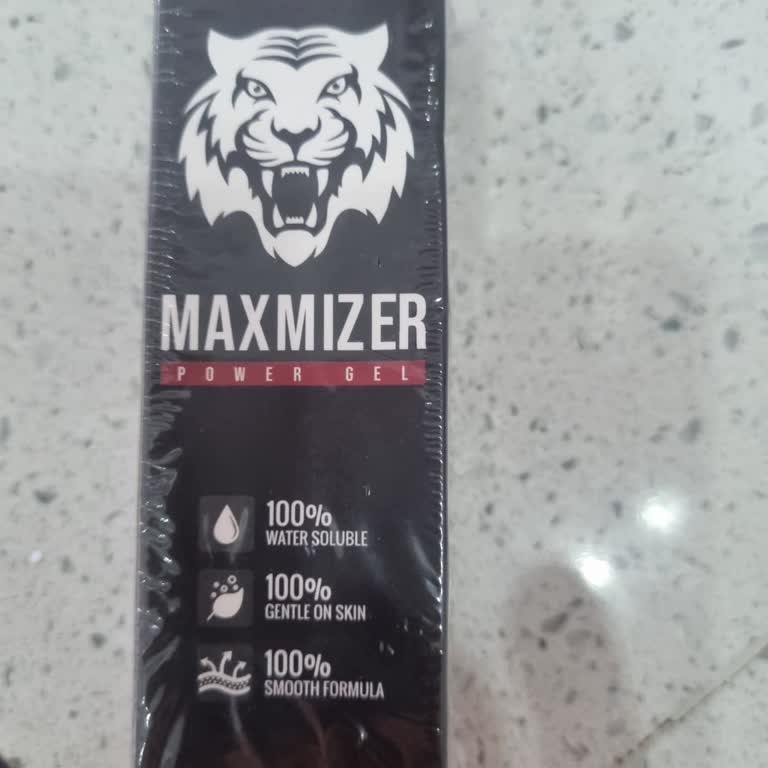 MAXMIZER
POWER GEL
100%
WATER SOLUBLE
100%
GENTLE ON SKIN
100%
SMOOTH FORMULA